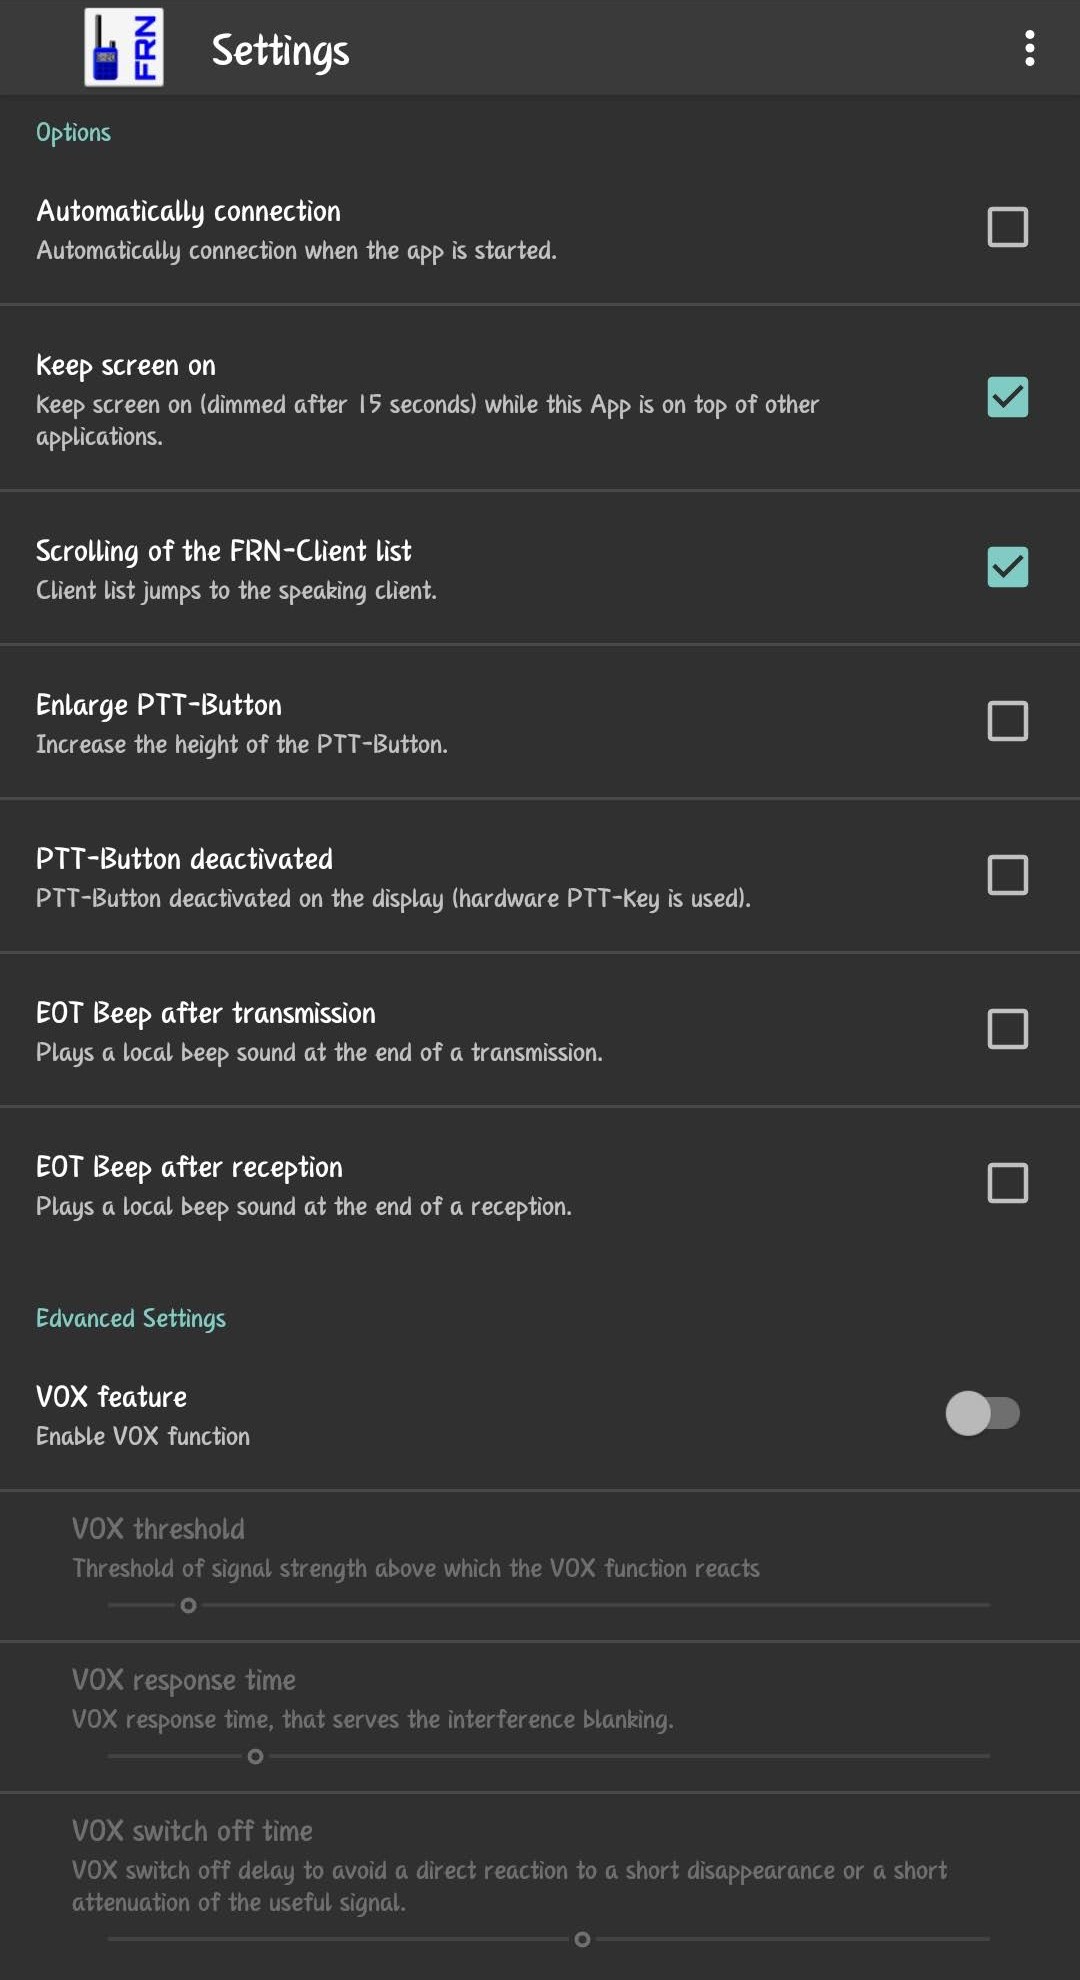 FRN
Settings
Options
Automatically connection
Automatically connection when the app is started.
Keep screen on
Keep screen on (dimmed after 15 seconds) while this App is on top of other
applications.
Scrolling of the FRN-Client list
Client list jumps to the speaking client.
Enlarge PTT-Button
Increase the height of the PTT-Button.
PTT-Button deactivated
PTT-Button deactivated on the display (hardware PTT-Key is used).
EOT Beep after transmission
Plays a local beep sound at the end of a transmission.
EOT Beep after reception
Plays a local beep sound at the end of a reception.
Edvanced Settings
VOX feature
Enable VOX function
VOX threshold
Threshold of signal strength above which the VOX function reacts
VOX response time
VOX response time, that serves the interference blanking.
VOX switch off time
VOX switch off delay to avoid a direct reaction to a short disappearance or a short
attenuation of the useful signal.